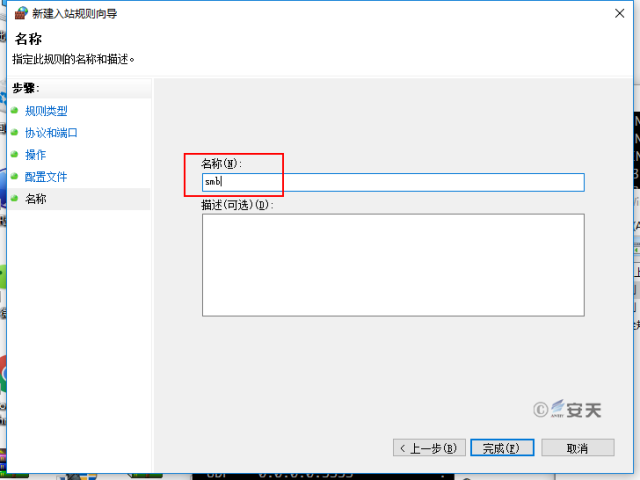 新建入站规则向导
名称
指定此规则的名称和描述。
步骤:
规则类型
协议和端口
操作
配置文件
名称
名称(N):
smb
描述(可选)(D):
©安天
< 上一步(B)
完成(F)
取消